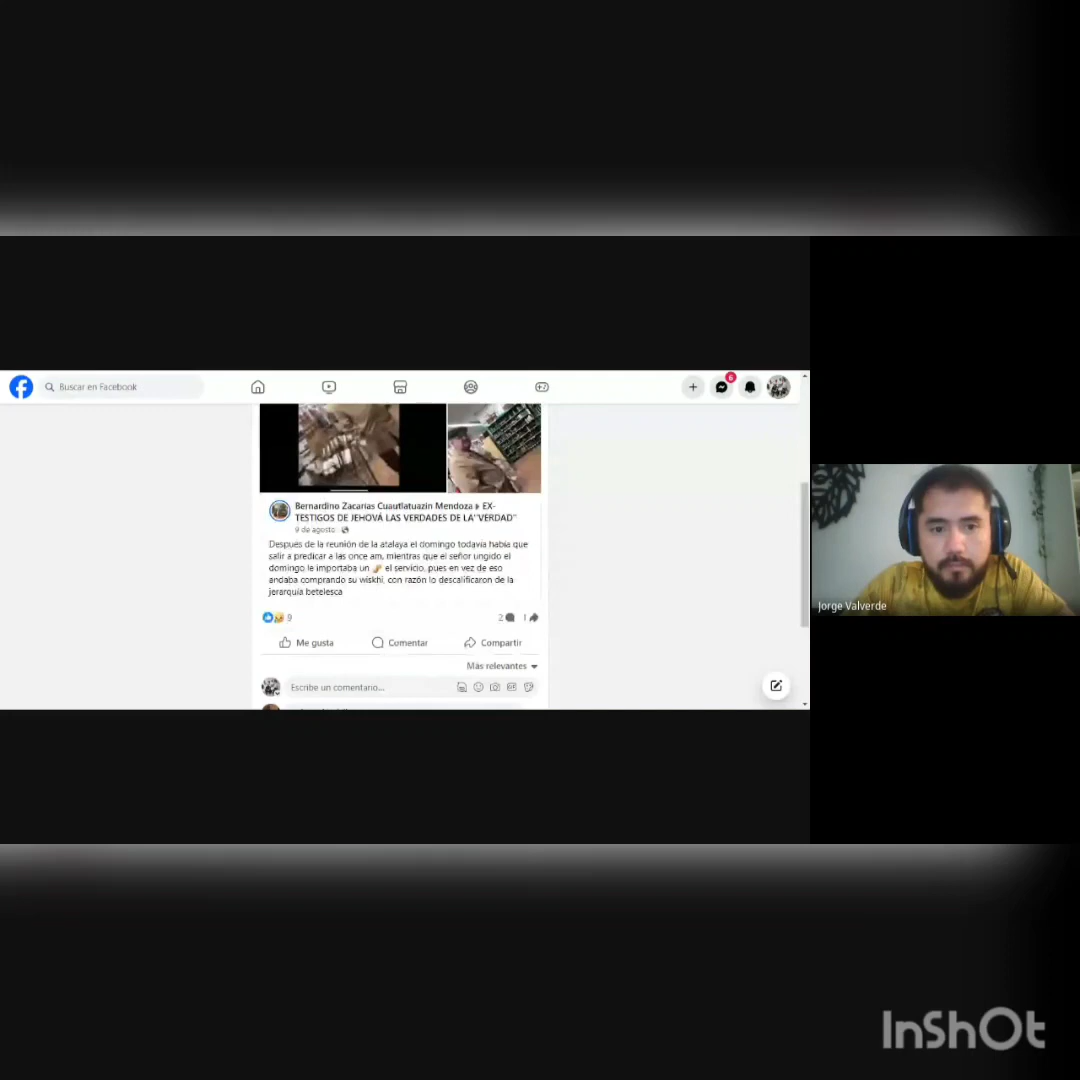 Buscar en Facebook
6
Bernardino Zacarías Cuautlatuazin Mendoza ▸ EX-
TESTIGOS DE JEHOVÁ LAS VERDADES DE LA"VERDAD"
9 de agosto
Después de la reunión de la atalaya el domingo todavía había que
salir a predicar a las once am, mientras que el señor ungido el
domingo le importaba un 🥜 el servicio, pues en vez de eso
andaba comprando su wiskhi, con razón lo descalificaron de la
jerarquía betelesca
9
2
1
Me gusta
Comentar
Compartir
Más relevantes
Escribe un comentario...
Jorge Valverde
InShOt